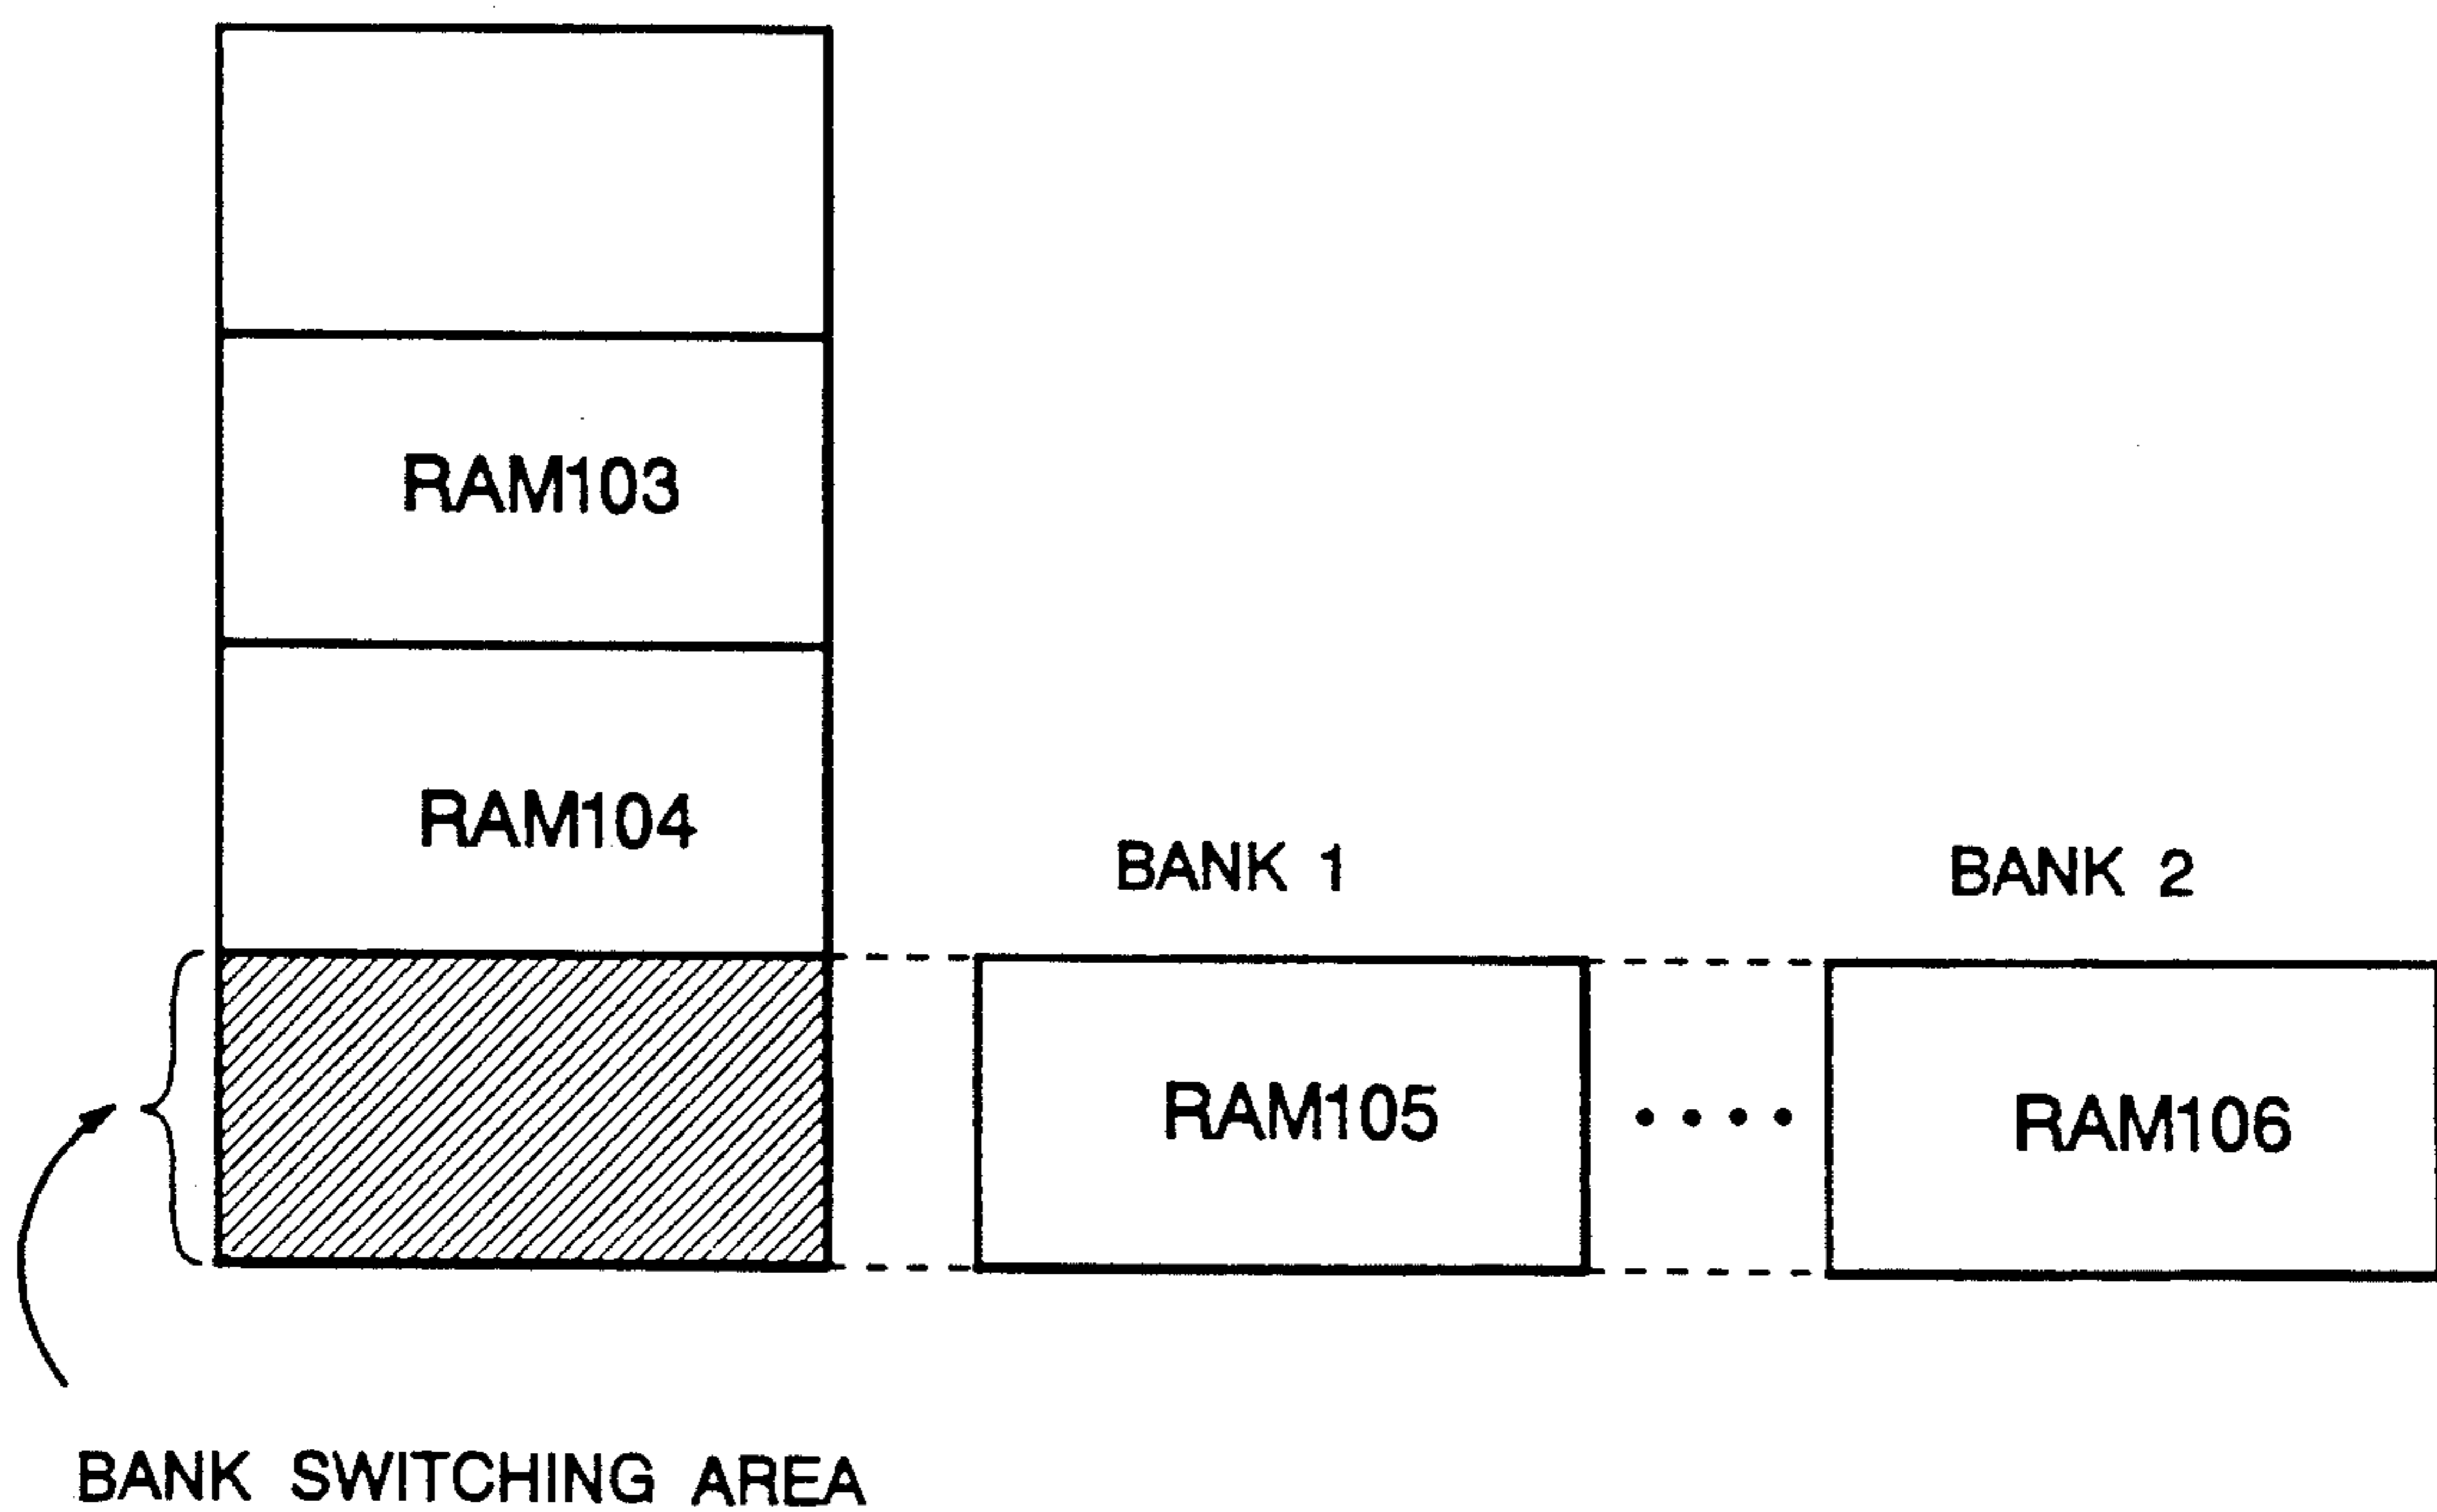 RAM103
RAM104
BANK 1
BANK 2
RAM105
RAM106
BANK SWITCHING AREA